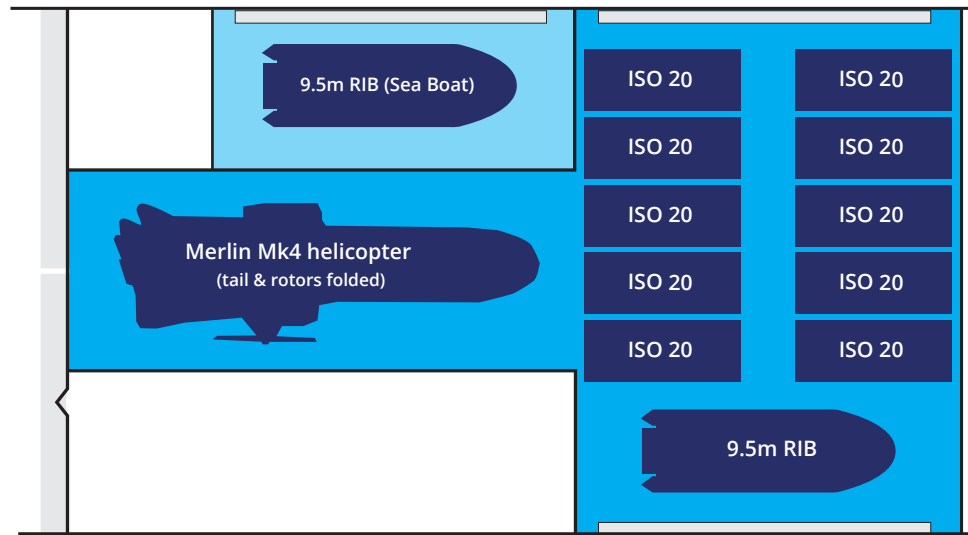 9.5m RIB (Sea Boat)
ISO 20
ISO 20
ISO 20
ISO 20
ISO 20
ISO 20
Merlin Mk4 helicopter
(tail & rotors folded)
ISO 20
ISO 20
ISO 20
ISO 20
9.5m RIB